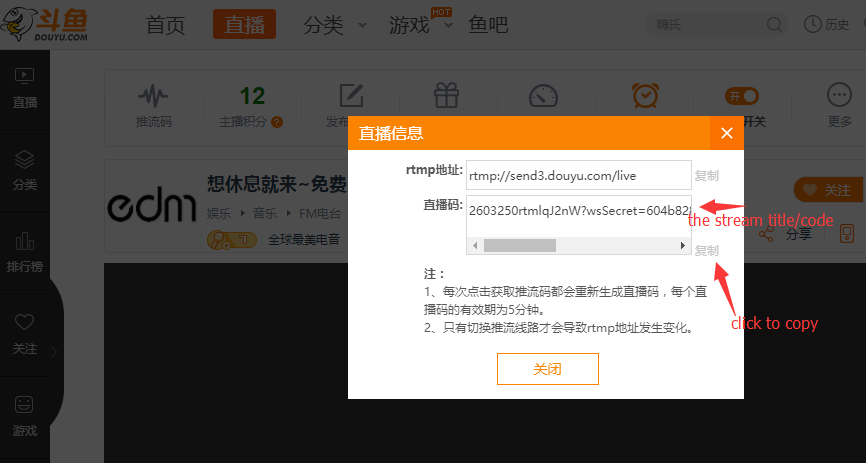 斗鱼
DOUYU.COM
首页
直播
分类
游戏
HOT
鱼吧
嗨氏
历史
直播
分类
排行榜
关注
游戏
推流码
12
主播积分 ?
发布
开
开关
更多
edm
想休息就来~免费
娱乐 音乐 FM电台
1 全球最美电音
关注
分享
直播信息
rtmp地址:
rtmp://send3.douyu.com/live
复制
直播码:
2603250rtmlqJ2nW?wsSecret=604b82
复制
the stream title/code
click to copy
注：
1、每次点击获取推流码都会重新生成直播码，每个直
播码的有效期为5分钟。
2、只有切换推流线路才会导致rtmp地址发生变化。
关闭